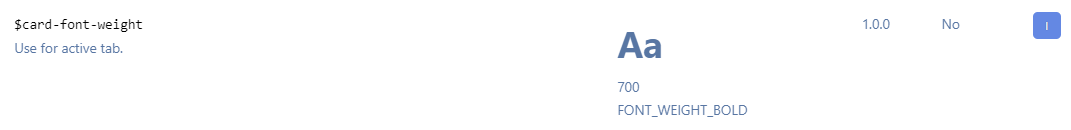 $card-font-weight
Use for active tab.
Aa
700
FONT_WEIGHT_BOLD
1.0.0
No
I